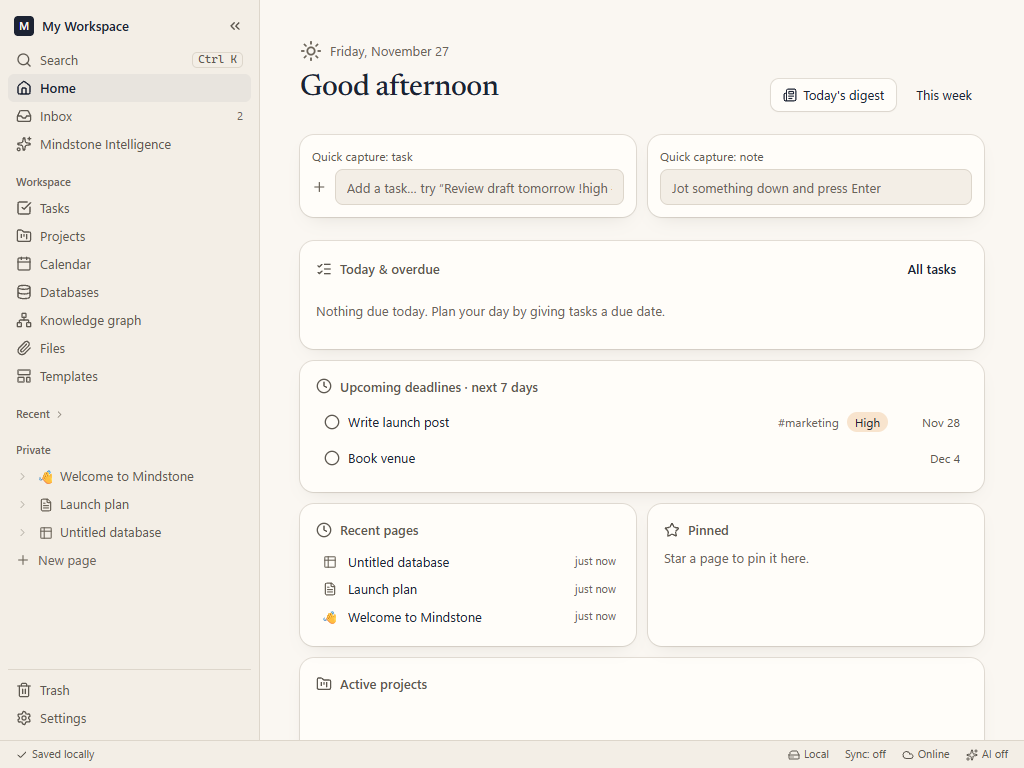 M My Workspace
Search Ctrl K
Home
Inbox 2
Mindstone Intelligence
Workspace
Tasks
Projects
Calendar
Databases
Knowledge graph
Files
Templates
Recent
Private
Welcome to Mindstone
Launch plan
Untitled database
New page
Trash
Settings
Friday, November 27
Good afternoon
Today's digest
This week
Quick capture: task
Add a task... try "Review draft tomorrow !high
Quick capture: note
Jot something down and press Enter
Today & overdue
All tasks
Nothing due today. Plan your day by giving tasks a due date.
Upcoming deadlines · next 7 days
Write launch post #marketing High Nov 28
Book venue Dec 4
Recent pages
Untitled database just now
Launch plan just now
Welcome to Mindstone just now
Pinned
Star a page to pin it here.
Active projects
Saved locally
Local
Sync: off
Online
AI off